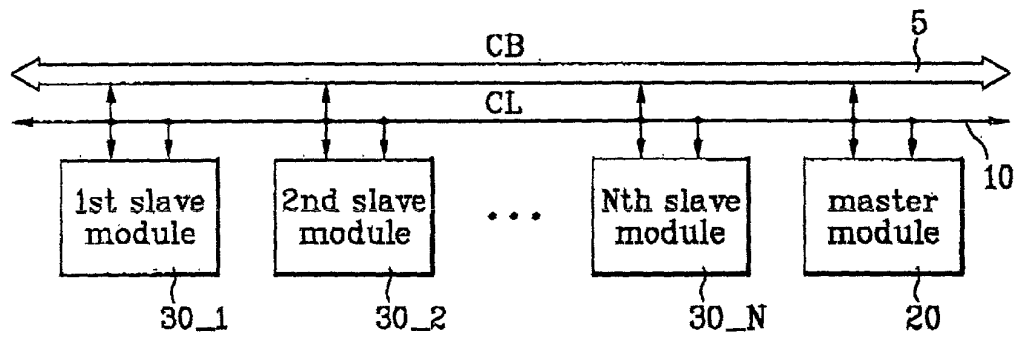 5
CB
CL
10
1st slave
module
2nd slave
module
...
Nth slave
module
master
module
30_1
30_2
30_N
20